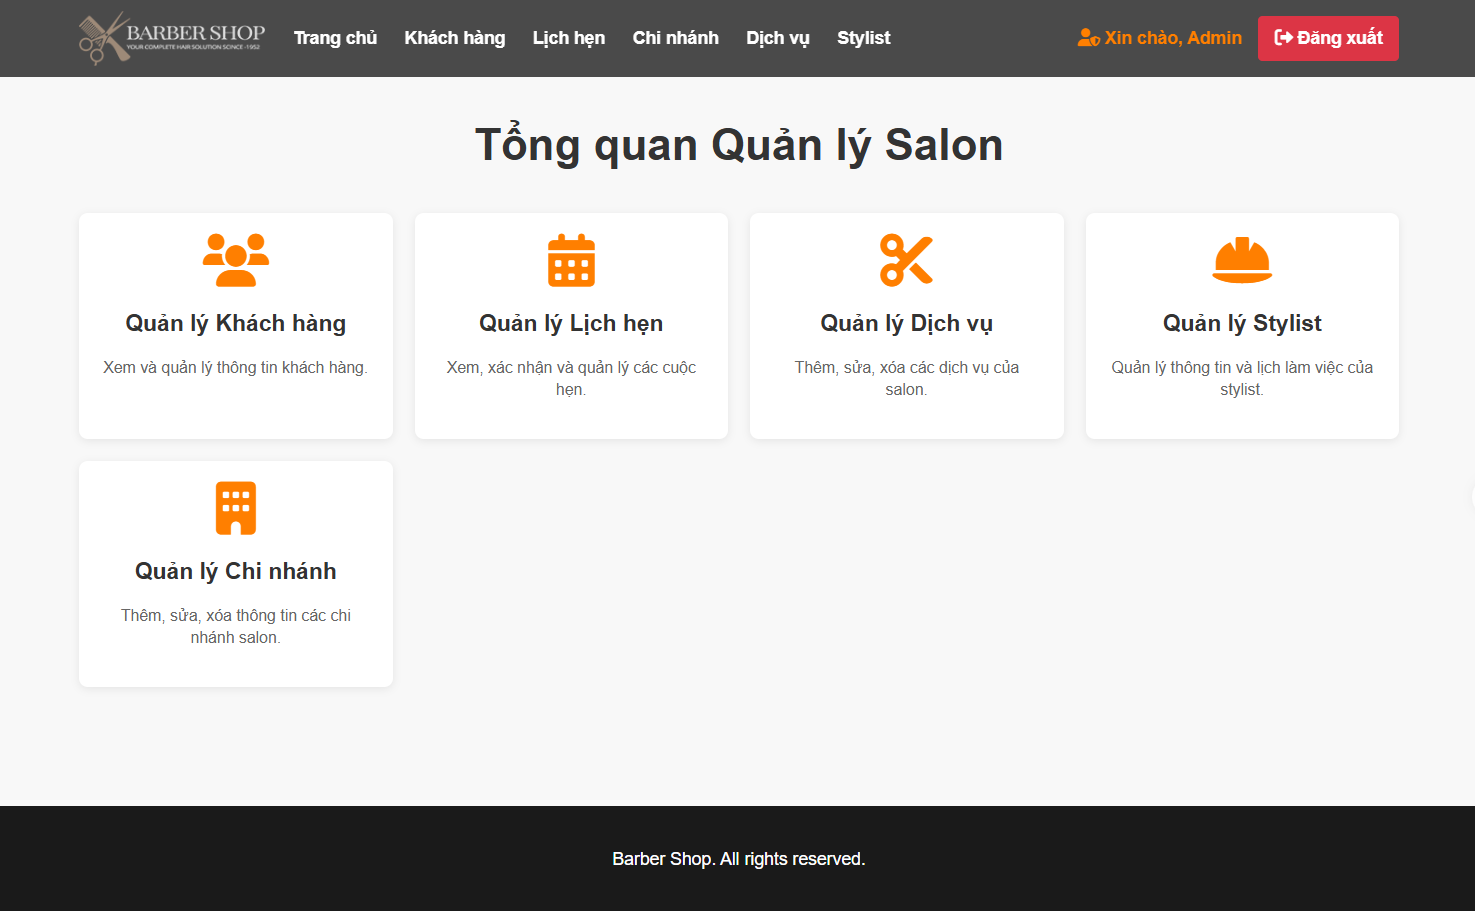 BARBER SHOP
YOUR COMPLETE HAIR SOLUTION SONCE -1952
Trang chủ
Khách hàng
Lịch hẹn
Chi nhánh
Dịch vụ
Stylist
Xin chào, Admin
Đăng xuất
Tổng quan Quản lý Salon
Quản lý Khách hàng
Xem và quản lý thông tin khách hàng.
Quản lý Lịch hẹn
Xem, xác nhận và quản lý các cuộc
hẹn.
Quản lý Dịch vụ
Thêm, sửa, xóa các dịch vụ của
salon.
Quản lý Stylist
Quản lý thông tin và lịch làm việc của
stylist.
Quản lý Chi nhánh
Thêm, sửa, xóa thông tin các chi
nhánh salon.
Barber Shop. All rights reserved.